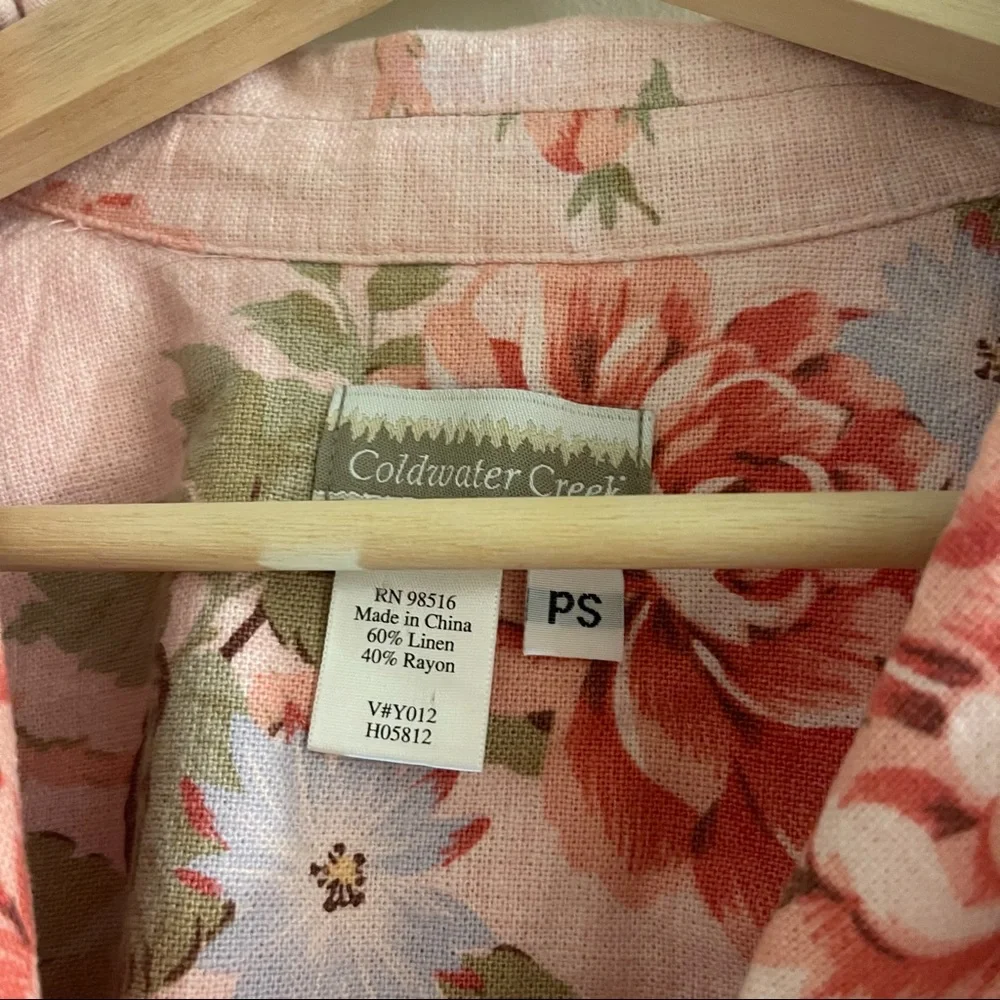 Coldwater Creek
RN 98516
Made in China
60% Linen
40% Rayon
V#Y012
H05812
PS